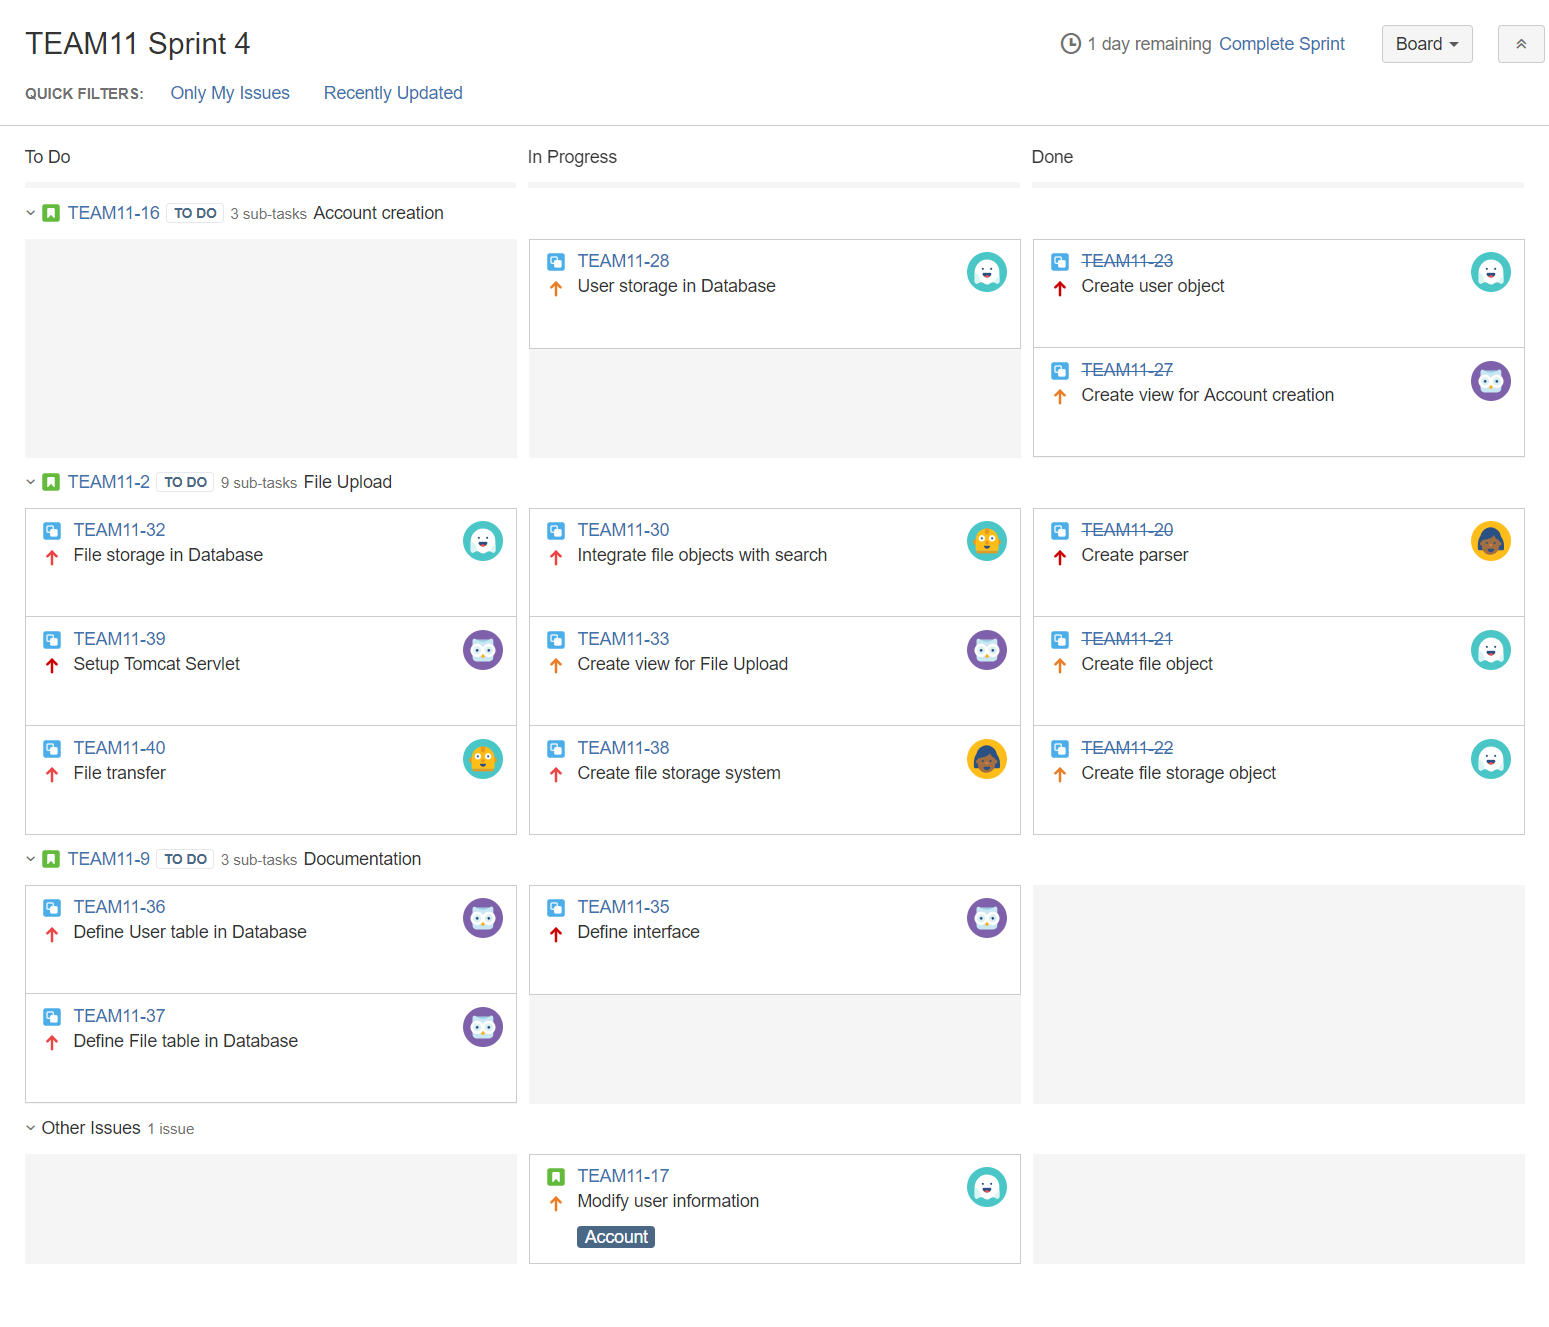 TEAM11 Sprint 4
1 day remaining Complete Sprint
Board
QUICK FILTERS: Only My Issues Recently Updated
To Do
In Progress
Done
TEAM11-16 TO DO 3 sub-tasks Account creation
TEAM11-28
User storage in Database
TEAM11-23
Create user object
TEAM11-27
Create view for Account creation
TEAM11-2 TO DO 9 sub-tasks File Upload
TEAM11-32
File storage in Database
TEAM11-39
Setup Tomcat Servlet
TEAM11-40
File transfer
TEAM11-30
Integrate file objects with search
TEAM11-33
Create view for File Upload
TEAM11-38
Create file storage system
TEAM11-20
Create parser
TEAM11-21
Create file object
TEAM11-22
Create file storage object
TEAM11-9 TO DO 3 sub-tasks Documentation
TEAM11-36
Define User table in Database
TEAM11-37
Define File table in Database
TEAM11-35
Define interface
Other Issues 1 issue
TEAM11-17
Modify user information
Account